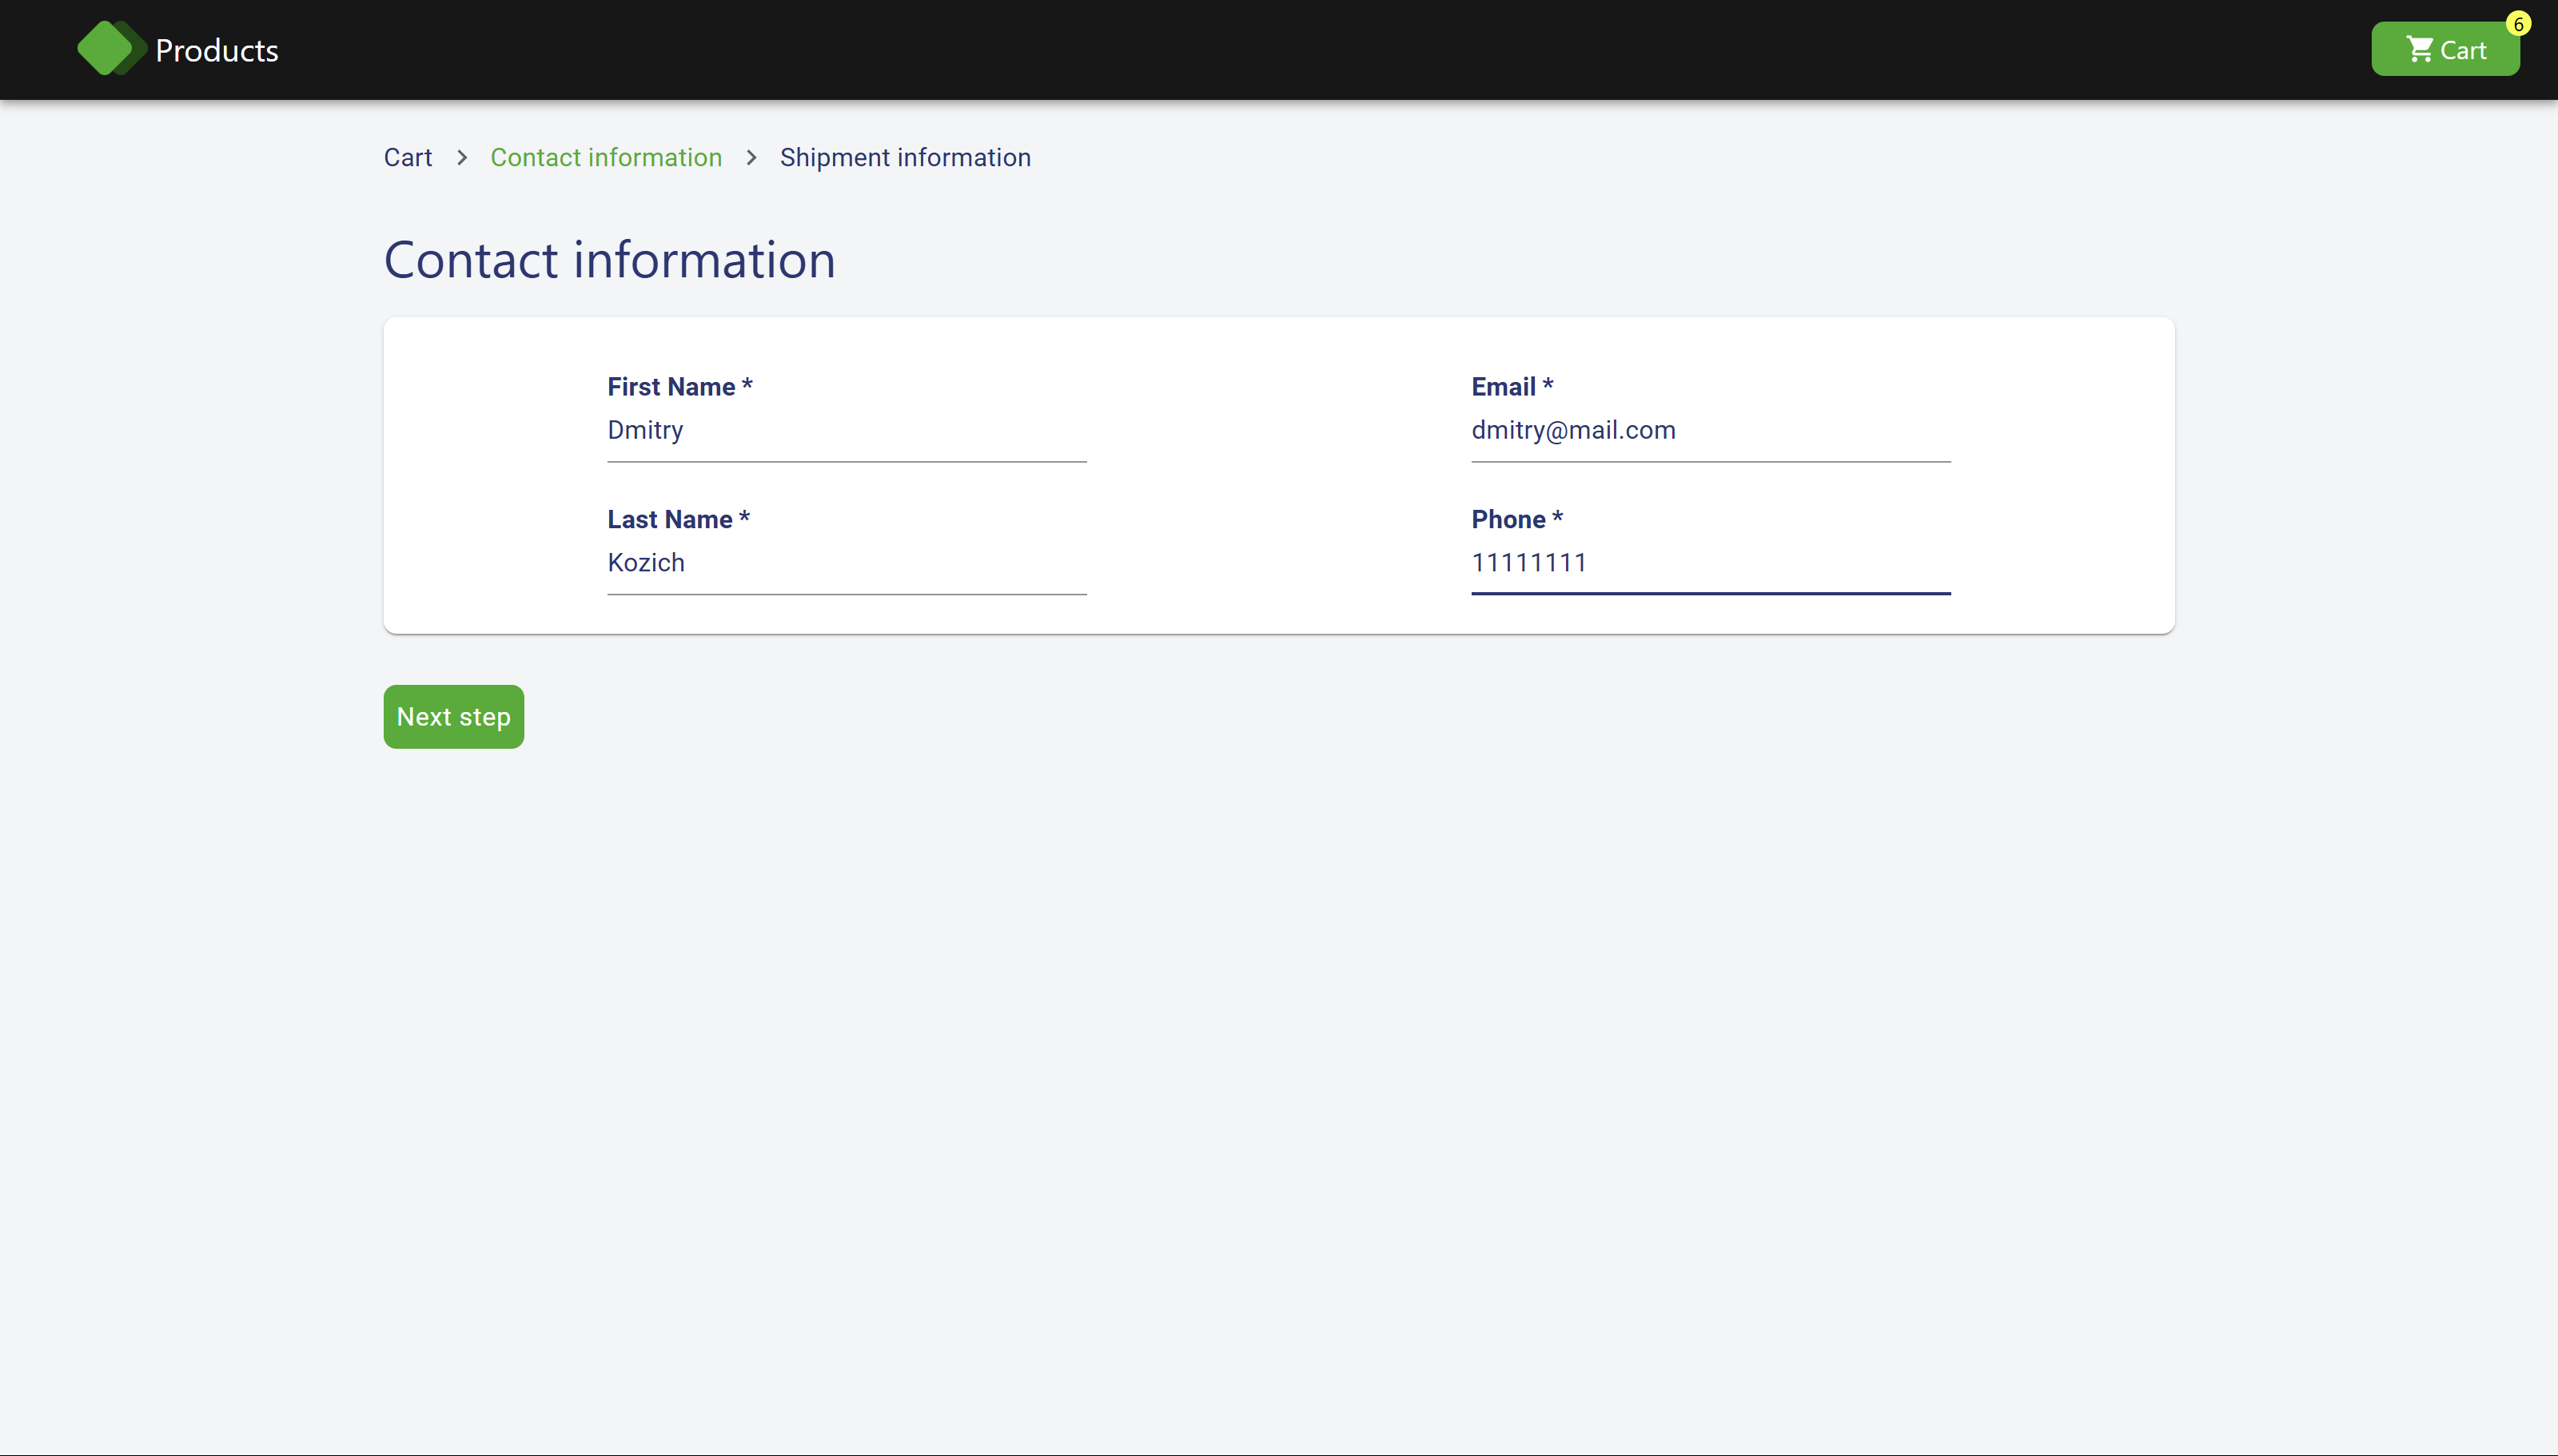 Products
Cart
6
Cart > Contact information > Shipment information
Contact information
First Name *
Dmitry
Email *
dmitry@mail.com
Last Name *
Kozich
Phone *
11111111
Next step